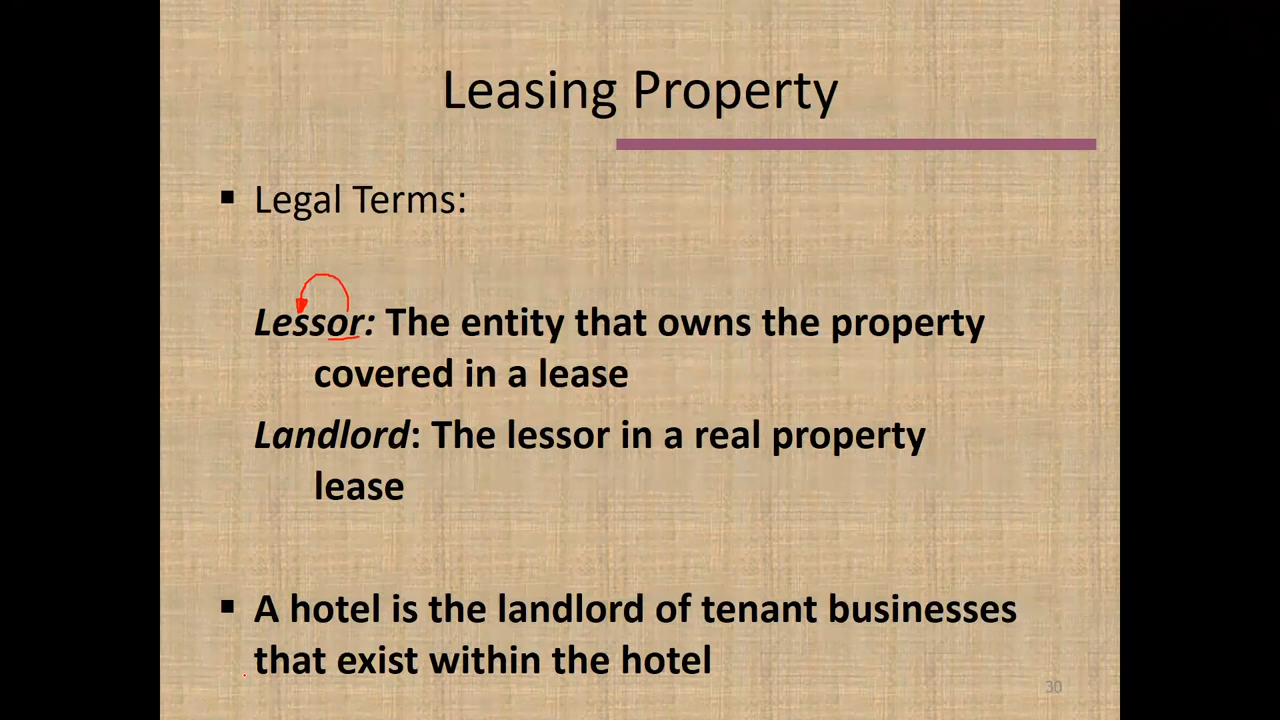 Leasing Property
▪ Legal Terms:
Lessor: The entity that owns the property
covered in a lease
Landlord: The lessor in a real property
lease
▪ A hotel is the landlord of tenant businesses
that exist within the hotel
30